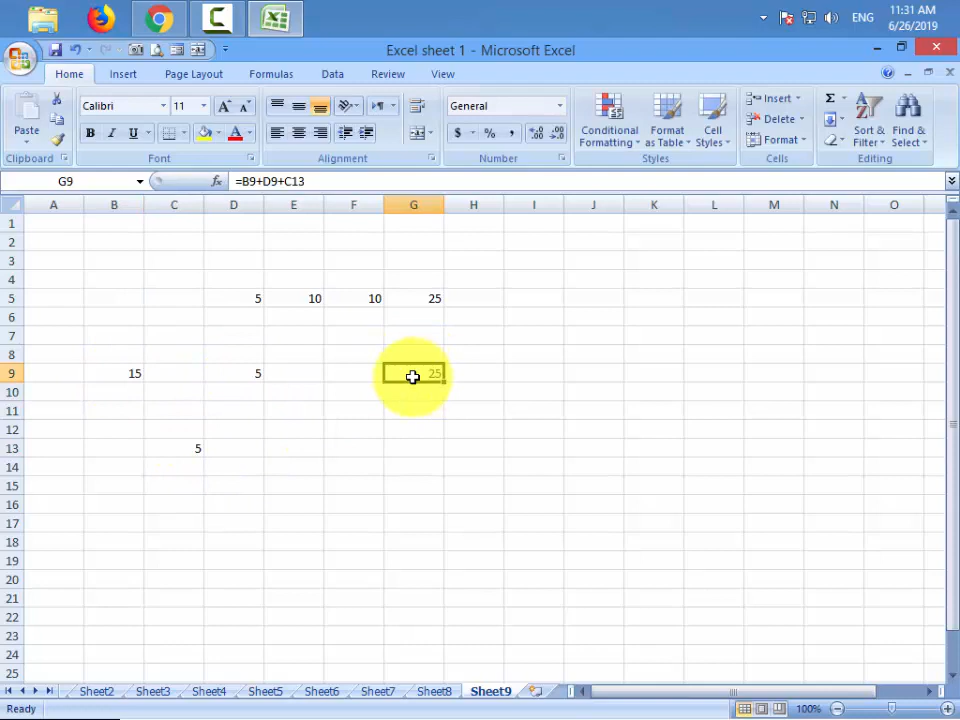 11:31 AM
ENG
6/26/2019
Excel sheet 1 - Microsoft Excel
Home Insert Page Layout Formulas Data Review View
Calibri 11 General Insert Σ
Paste B I U A $ % , Conditional Formatting Format as Table Cell Styles Delete Format Sort & Filter Find & Select
Clipboard Font Alignment Number Styles Cells Editing
G9 fx =B9+D9+C13
A B C D E F G H I J K L M N O
1
2
3
4
5 5 10 10 25
6
7
8
9 15 5 25
10
11
12
13 5
14
15
16
17
18
19
20
21
22
23
24
25
Sheet2 Sheet3 Sheet4 Sheet5 Sheet6 Sheet7 Sheet8 Sheet9
Ready 100%